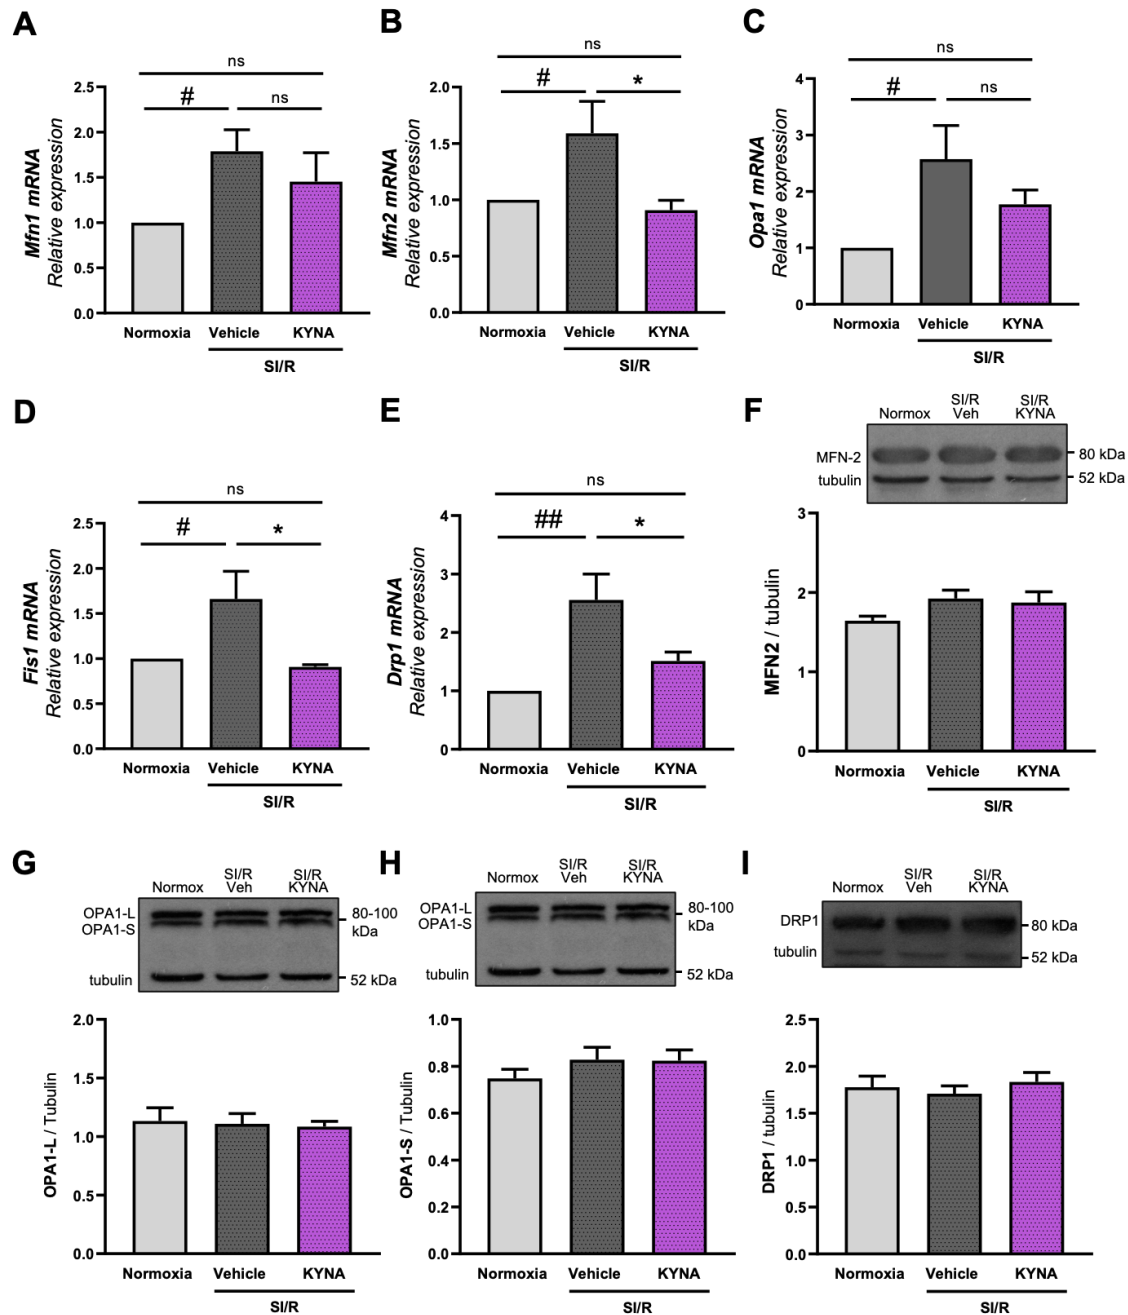 A
ns
#
ns
2.5
2.0
1.5
1.0
0.5
0.0
Mfn1 mRNA
Relative expression
Normoxia Vehicle KYNA
SI/R
B
ns
#
*
2.0
1.5
1.0
0.5
0.0
Mfn2 mRNA
Relative expression
Normoxia Vehicle KYNA
SI/R
C
ns
#
ns
4
3
2
1
0
Opa1 mRNA
Relative expression
Normoxia Vehicle KYNA
SI/R
D
ns
#
*
2.5
2.0
1.5
1.0
0.5
0.0
Fis1 mRNA
Relative expression
Normoxia Vehicle KYNA
SI/R
E
ns
##
*
4
3
2
1
0
Drp1 mRNA
Relative expression
Normoxia Vehicle KYNA
SI/R
F
Normox
SI/R
Veh
SI/R
KYNA
MFN-2
80 kDa
tubulin
52 kDa
3
2
1
0
MFN2 / tubulin
Normoxia Vehicle KYNA
SI/R
G
Normox
SI/R
Veh
SI/R
KYNA
OPA1-L
OPA1-S
80-100
kDa
tubulin
52 kDa
2.0
1.5
1.0
0.5
0.0
OPA1-L / Tubulin
Normoxia Vehicle KYNA
SI/R
H
Normox
SI/R
Veh
SI/R
KYNA
OPA1-L
OPA1-S
80-100
kDa
tubulin
52 kDa
1.0
0.8
0.6
0.4
0.2
0.0
OPA1-S / Tubulin
Normoxia Vehicle KYNA
SI/R
I
Normox
SI/R
Veh
SI/R
KYNA
DRP1
80 kDa
tubulin
52 kDa
2.5
2.0
1.5
1.0
0.5
0.0
DRP1 / tubulin
Normoxia Vehicle KYNA
SI/R